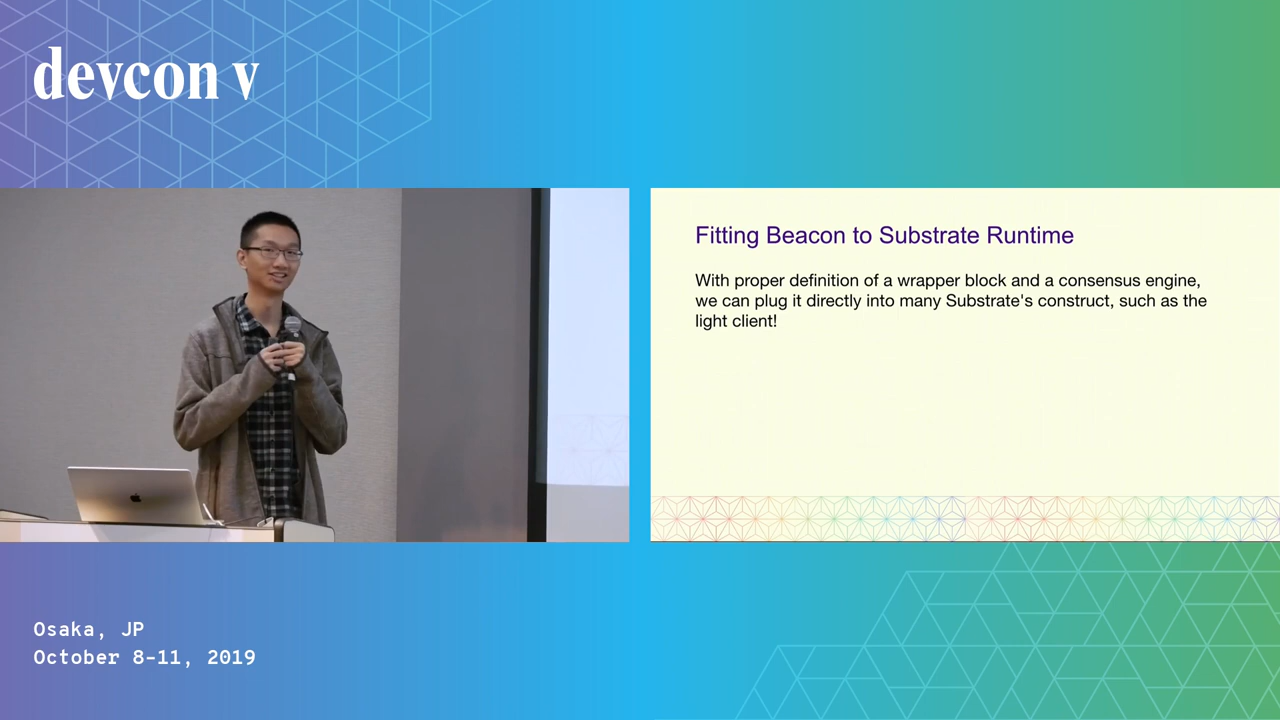 devcon v
Fitting Beacon to Substrate Runtime
With proper definition of a wrapper block and a consensus engine,
we can plug it directly into many Substrate's construct, such as the
light client!
Osaka, JP
October 8-11, 2019